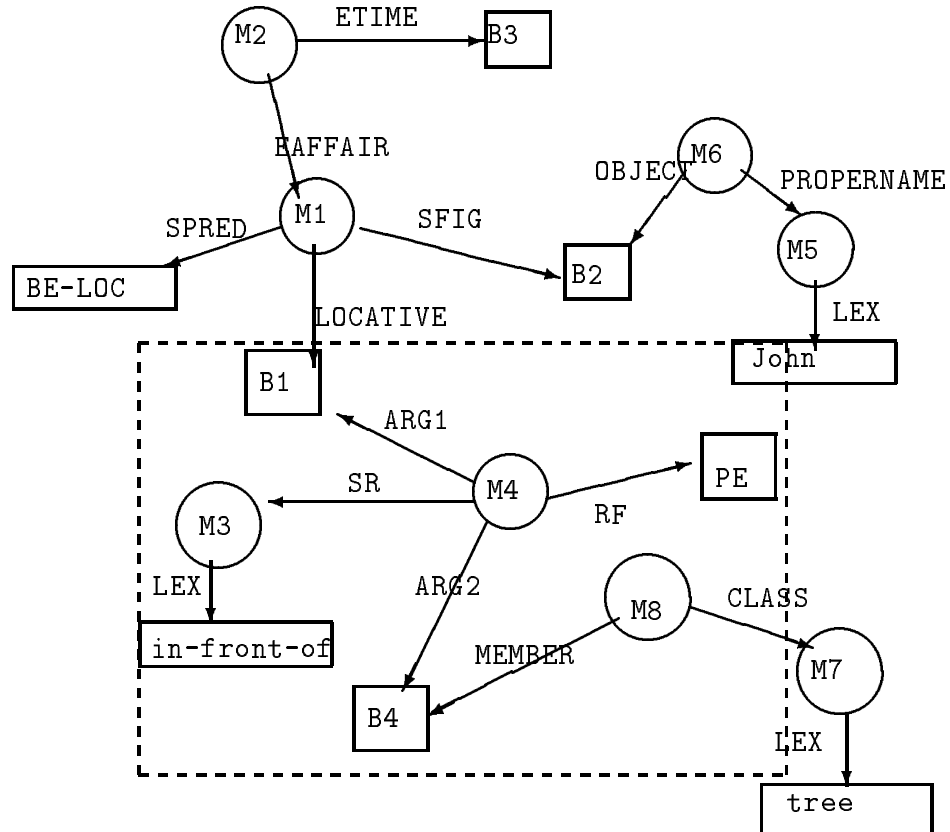 ETIME
M2
B3
EAFFAIR
M6
OBJECT
PROPERNAME
M1
SPRED
SFIG
M5
B2
BE-LOC
LOCATIVE
LEX
John
B1
ARG1
SR
M4
PE
RF
M3
LEX
ARG2
CLASS
M8
in-front-of
MEMBER
M7
B4
LEX
tree